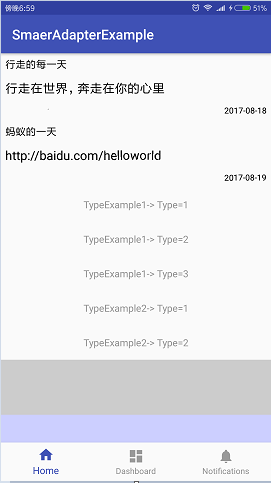 傍晚6:59
51%
SmaerAdapterExample
行走的每一天
行走在世界，奔走在你的心里
2017-08-18
蚂蚁的一天
http://baidu.com/helloworld
2017-08-19
TypeExample1-> Type=1
TypeExample1-> Type=2
TypeExample1-> Type=3
TypeExample2-> Type=1
TypeExample2-> Type=2
Home
Dashboard
Notifications